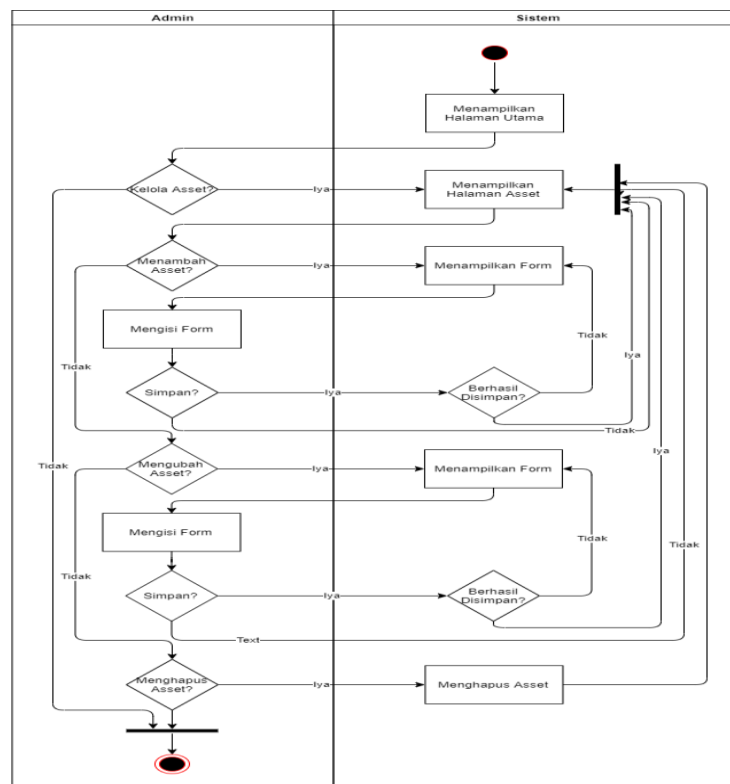 Admin
Sistem
Menampilkan
Halaman Utama
Kelola Asset?
Iya
Menampilkan
Halaman Asset
Menambah
Asset?
Iya
Menampilkan Form
Mengisi Form
Tidak
Iya
Tidak
Simpan?
Iya
Berhasil
Disimpan?
Tidak
Iya
Tidak
Mengubah
Asset?
Iya
Menampilkan Form
Mengisi Form
Tidak
Tidak
Tidak
Simpan?
Iya
Berhasil
Disimpan?
Text
Menghapus
Asset?
Iya
Menghapus Asset